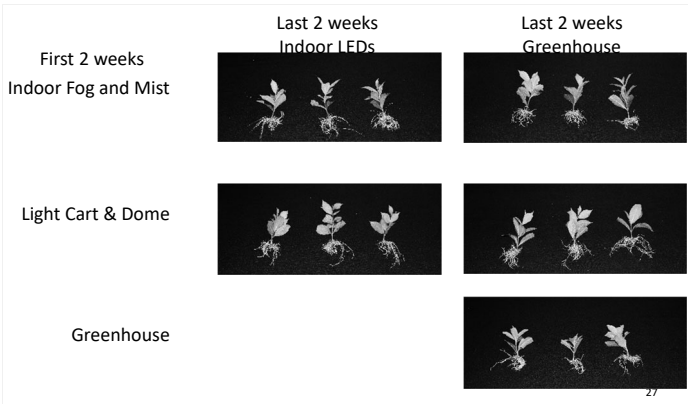 Last 2 weeks
Indoor LEDs
Last 2 weeks
Greenhouse
First 2 weeks
Indoor Fog and Mist
Light Cart & Dome
Greenhouse
27